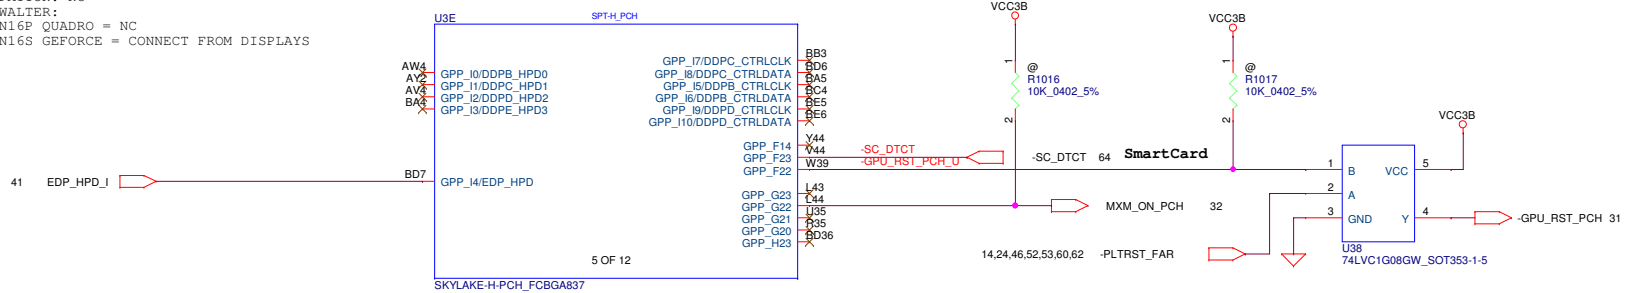 WALTER:
N16P QUADRO = NC
N16S GEFORCE = CONNECT FROM DISPLAYS
U3E
SPT-H_PCH
AW4
GPP_I0/DDPB_HPD0
GPP_I1/DDPC_HPD1
AV4
GPP_I2/DDPD_HPD2
BA4
GPP_I3/DDPE_HPD3
41 EDP_HPD_I
BD7
GPP_I4/EDP_HPD
GPP_I7/DDPC_CTRLCLK
BB3
GPP_I8/DDPC_CTRLDATA
BD6
GPP_I5/DDPB_CTRLCLK
BA5
GPP_I6/DDPB_CTRLDATA
BC4
GPP_I9/DDPD_CTRLCLK
BE5
GPP_I10/DDPD_CTRLDATA
BE6
GPP_F14
Y44
GPP_F23
V44
GPP_F22
W39
GPP_G23
L43
GPP_G22
L44
GPP_G21
U35
GPP_G20
R35
GPP_H23
BD36
5 OF 12
SKYLAKE-H-PCH_FCBGA837
-SC_DTCT
-GPU_RST_PCH_U
-SC_DTCT 64
SmartCard
VCC3B
1
@
R1016
10K_0402_5%
2
VCC3B
1
@
R1017
10K_0402_5%
2
MXM_ON_PCH 32
14,24,46,52,53,60,62 -PLTRST_FAR
VCC3B
1
B
VCC
5
2
A
3
GND
Y
4
-GPU_RST_PCH 31
U38
74LVC1G08GW_SOT353-1-5